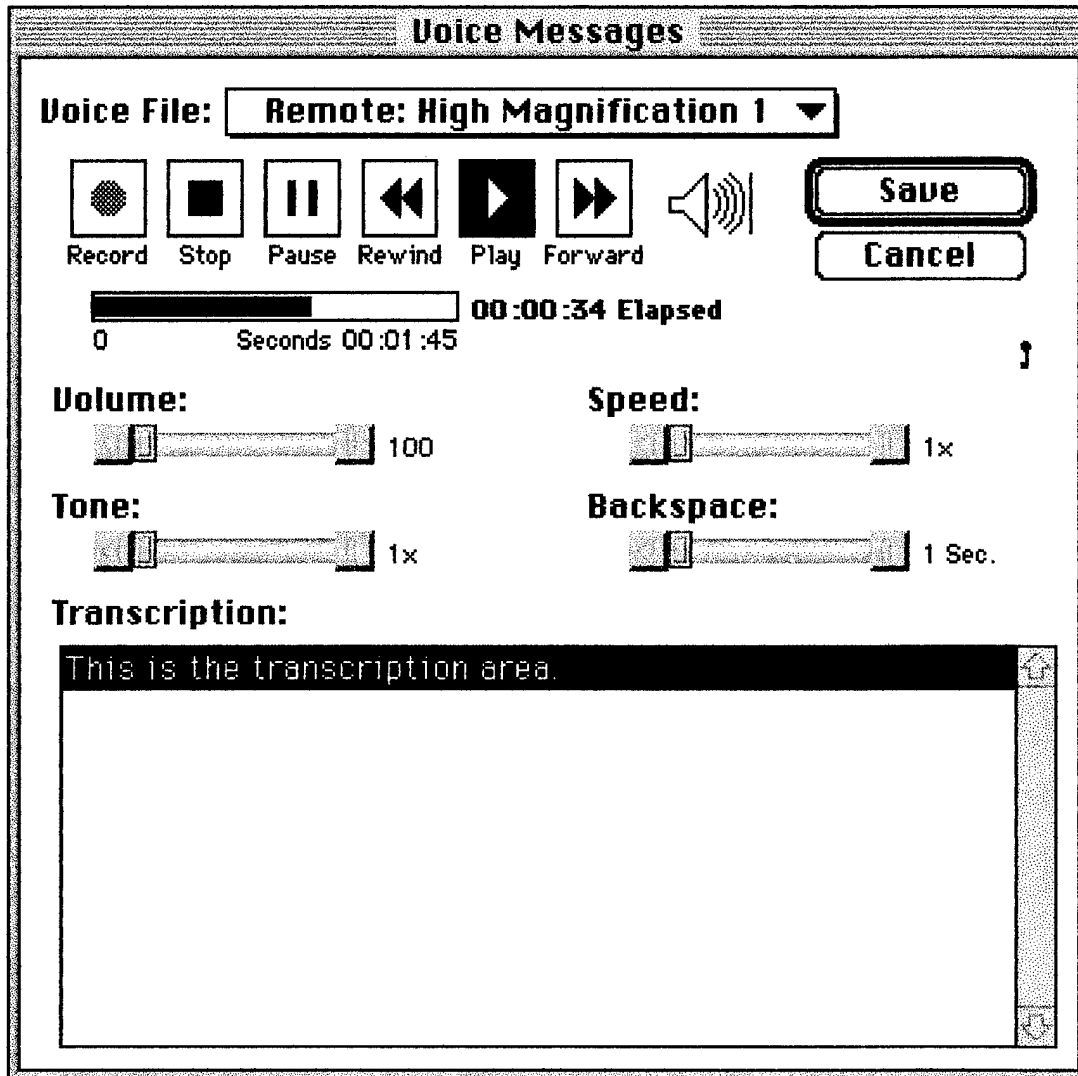 Voice Messages
Voice File: Remote: High Magnification 1
Save
Record Stop Pause Rewind Play Forward
Cancel
00:00:34 Elapsed
0 Seconds 00:01:45
Volume: Speed:
100 1x
Tone: Backspace:
1x 1 Sec.
Transcription:
This is the transcription area.